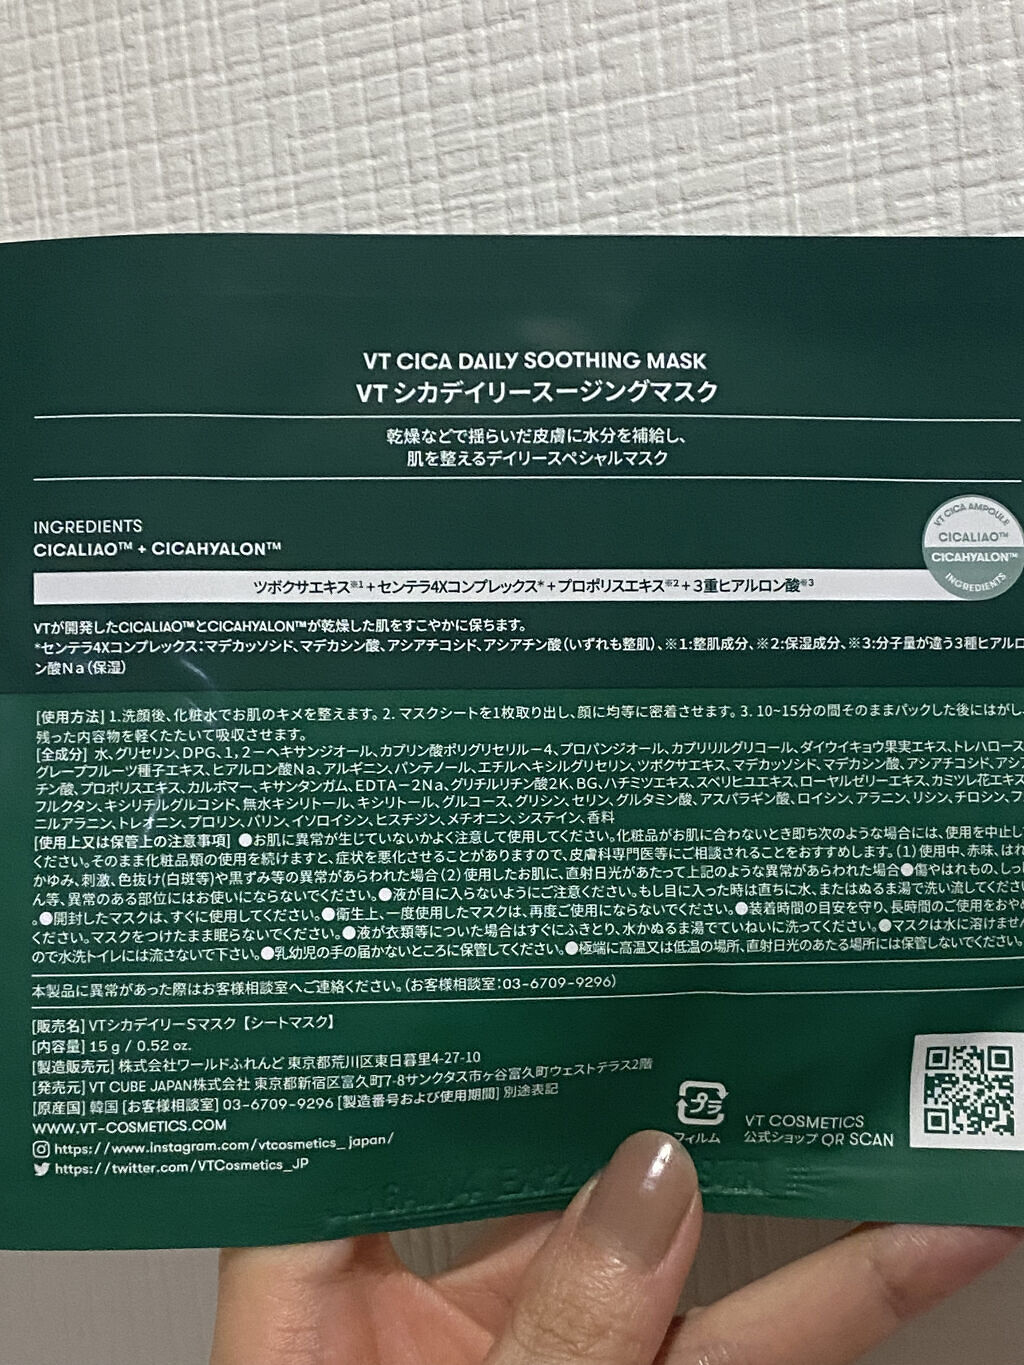 VT CICA DAILY SOOTHING MASK
VT シカデイリースージングマスク
乾燥などで揺らいだ皮膚に水分を補給し、
肌を整えるデイリースペシャルマスク
INGREDIENTS
CICALIAO™ + CICAHYALON™
VT CICA AMPOULE
CICALIAO™
CICAHYALON™
INGREDIENTS
ツボクサエキス※1+センテラ4Xコンプレックス*+プロポリスエキス※2+3重ヒアルロン酸※3
VTが開発したCICALIAO™とCICAHYALON™が乾燥した肌をすこやかに保ちます。
*センテラ4Xコンプレックス:マデカッソシド、マデカシン酸、アシアチコシド、アシアチン酸(いずれも整肌)、※1:整肌成分、※2:保湿成分、※3:分子量が違う3種ヒアルロ
ン酸Na(保湿)
[使用方法] 1.洗顔後、化粧水でお肌のキメを整えます。2. マスクシートを1枚取り出し、顔に均等に密着させます。3. 10~15分の間そのままパックした後にはがし、
残った内容物を軽くたたいて吸収させます。
[全成分] 水、グリセリン、DPG、1,2-ヘキサンジオール、カプリン酸ポリグリセリル-4、プロパンジオール、カプリリルグリコール、ダイウイキョウ果実エキス、トレハロース
グレープフルーツ種子エキス、ヒアルロン酸Na、アルギニン、パンテノール、エチルヘキシルグリセリン、ツボクサエキス、マデカッソシド、マデカシン酸、アシアチコシド、アシア
チン酸、プロポリスエキス、カルボマー、キサンタンガム、EDTA-2Na、グリチルリチン酸2K、BG、ハチミツエキス、スベリヒユエキス、ローヤルゼリーエキス、カミツレ花エキス
フルクタン、キシリチルグルコシド、無水キシリトール、キシリトール、グルコース、グリシン、セリン、グルタミン酸、アスパラギン酸、ロイシン、アラニン、リシン、チロシン、フ
ニルアラニン、トレオニン、プロリン、バリン、イソロイシン、ヒスチジン、メチオニン、システイン、香料
[使用上又は保管上の注意事項] ●お肌に異常が生じていないかよく注意して使用してください。化粧品がお肌に合わないとき即ち次のような場合には、使用を中止し
ください。そのまま化粧品類の使用を続けますと、症状を悪化させることがありますので、皮膚科専門医等にご相談されることをおすすめします。(1)使用中、赤味、はれ
かゆみ、刺激、色抜け(白斑等)や黒ずみ等の異常があらわれた場合(2)使用したお肌に、直射日光があたって上記のような異常があらわれた場合●傷やはれもの、しっ
ん等、異常のある部位にはお使いにならないでください。●液が目に入らないようにご注意ください。もし目に入った時は直ちに水、またはぬるま湯で洗い流してくださ
。●開封したマスクは、すぐに使用してください。●衛生上、一度使用したマスクは、再度ご使用にならないでください。●装着時間の目安を守り、長時間のご使用をおや
ください。マスクをつけたまま眠らないでください。●液が衣類等についた場合はすぐにふきとり、水かぬるま湯でていねいに洗ってください。●マスクは水に溶けません
ので水洗トイレには流さないで下さい。●乳幼児の手の届かないところに保管してください。●極端に高温又は低温の場所、直射日光のあたる場所には保管しないでください。
本製品に異常があった際はお客様相談室へご連絡ください。(お客様相談室:03-6709-9296)
[販売名] VTシカデイリーSマスク 【シートマスク】
[内容量] 15 g / 0.52 oz.
[製造販売元] 株式会社ワールドふれんど 東京都荒川区東日暮里4-27-10
[発売元] VT CUBE JAPAN株式会社 東京都新宿区富久町7-8サンクタス市ヶ谷富久町ウェストテラス2階
[原産国] 韓国 [お客様相談室] 03-6709-9296 [製造番号および使用期間] 別途表記
WWW.VT-COSMETICS.COM
https://www.instagram.com/vtcosmetics_japan/
https://twitter.com/VTCosmetics_JP
プラ
フィルム
VT COSMETICS
公式ショップ QR SCAN